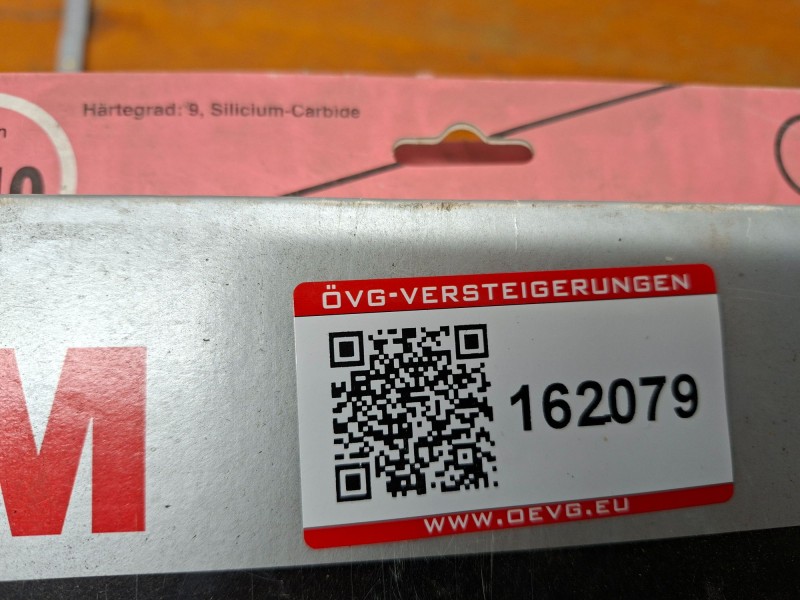 Härtegrad: 9, Silicium-Carbide
n
M
ÖVG-VERSTEIGERUNGEN
162079
WWW.OEVG.EU